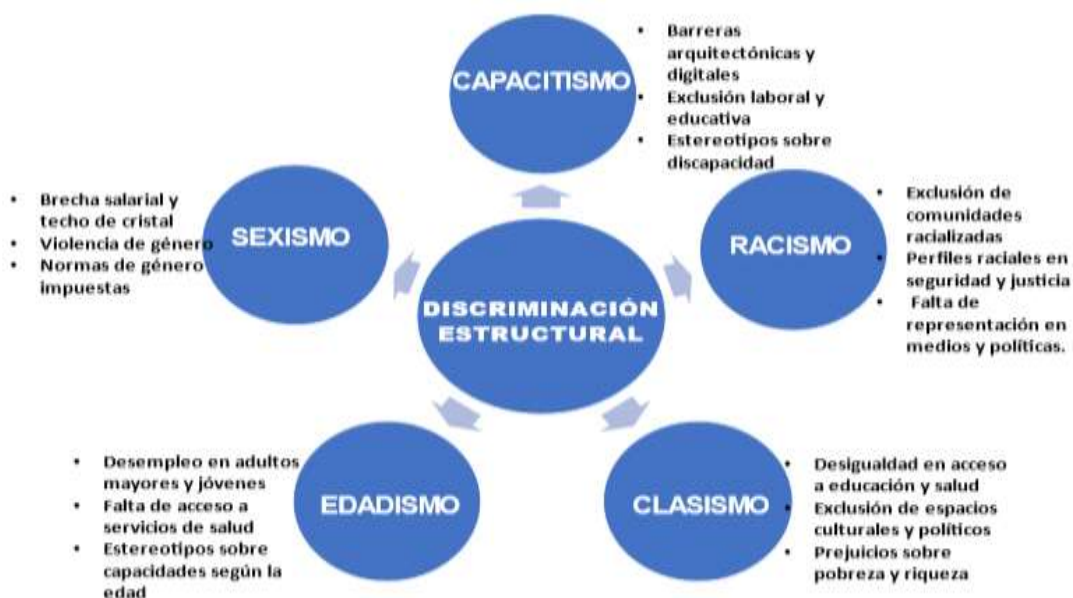 CAPACITISMO
• Barreras
arquitectónicas y
digitales
• Exclusión laboral y
educativa
• Estereotipos sobre
discapacidad
SEXISMO
• Brecha salarial y
techo de cristal
• Violencia de género
• Normas de género
impuestas
RACISMO
• Exclusión de
comunidades
racializadas
• Perfiles raciales en
seguridad y justicia
• Falta de
representación en
medios y políticas.
DISCRIMINACIÓN
ESTRUCTURAL
EDADISMO
• Desempleo en adultos
mayores y jóvenes
• Falta de acceso a
servicios de salud
• Estereotipos sobre
capacidades según la
edad
CLASISMO
• Desigualdad en acceso
a educación y salud
• Exclusión de espacios
culturales y políticos
• Prejuicios sobre
pobreza y riqueza